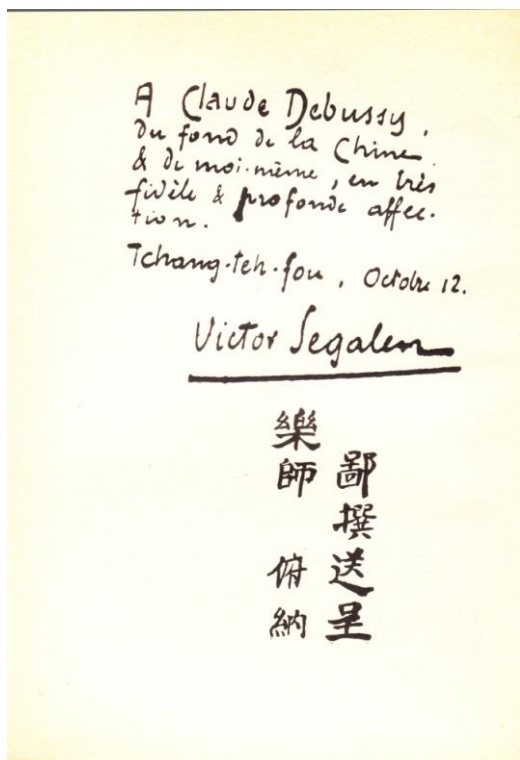 A Claude Debussy,
du fond de la Chine
& de moi-même, en très
fidèle & profonde affec-
tion.
Tchang-teh-fou, Octobre 12.
Victor Segalen
鄙撰送呈
樂師 俯納